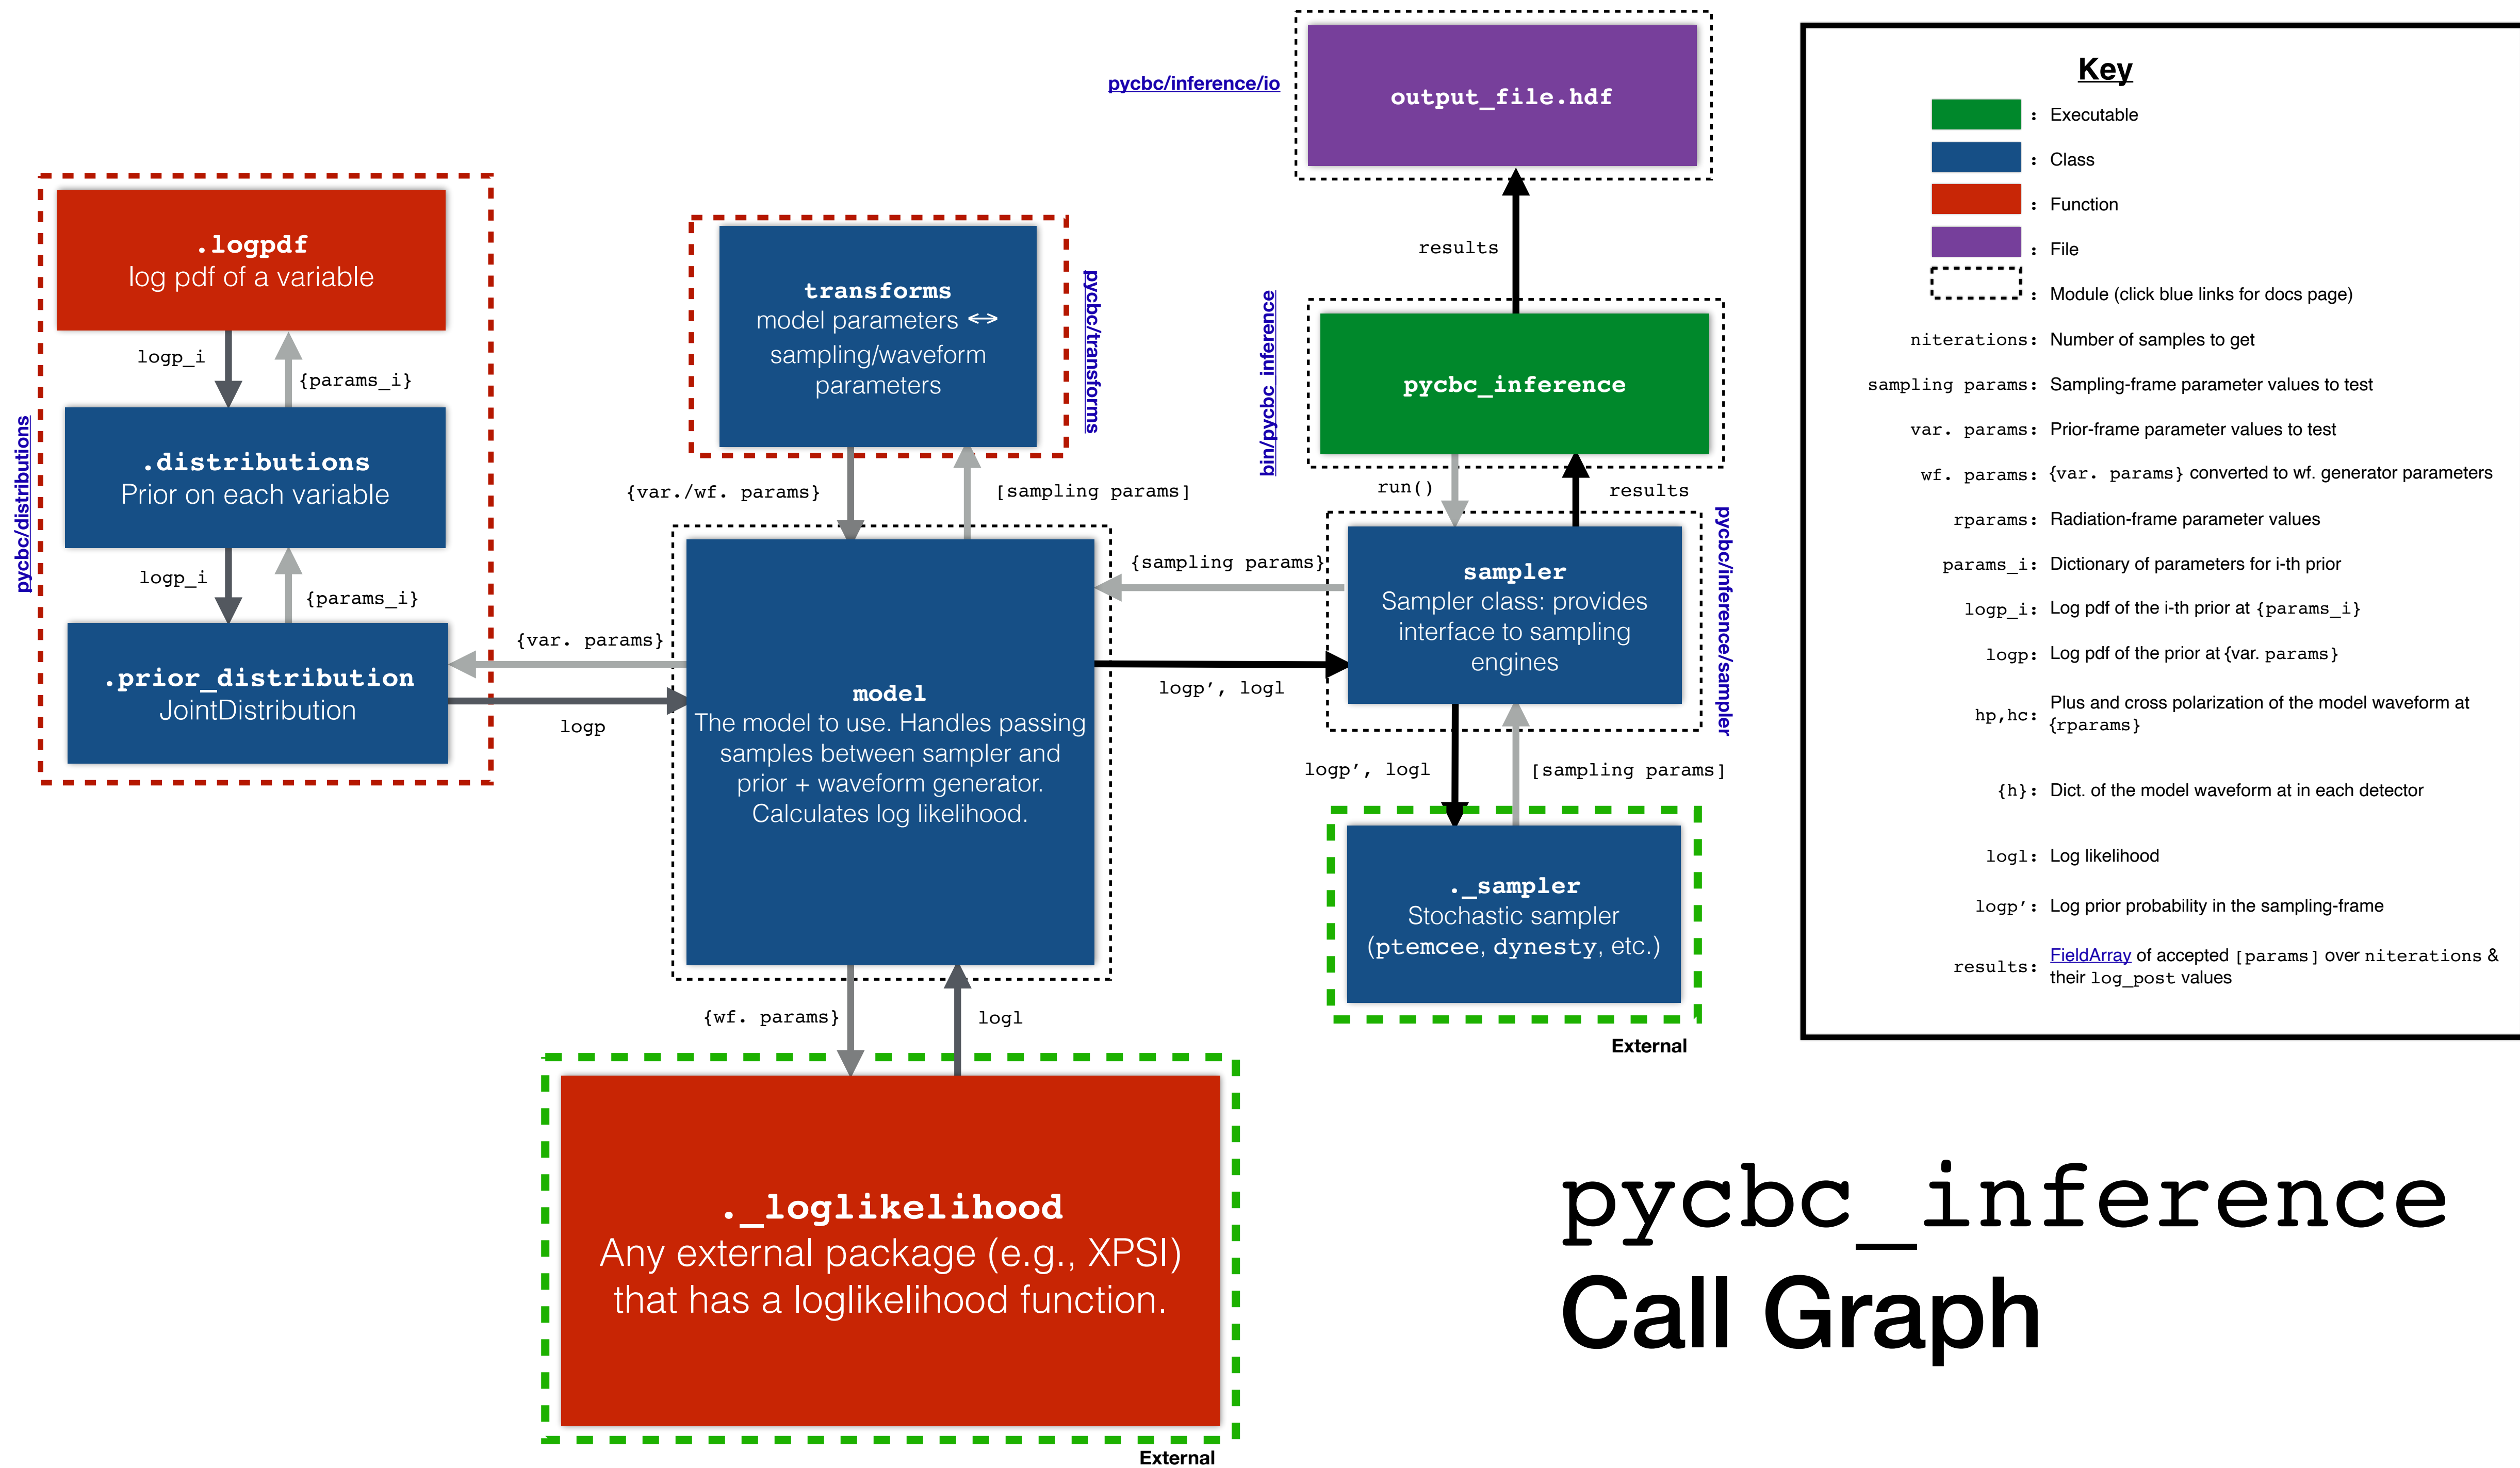 pycbc/inference/io
output_file.hdf
results
bin/pycbc_inference
pycbc_inference
run()
results
pycbc/distributions
.logpdf
log pdf of a variable
logp_i
{params_i}
.distributions
Prior on each variable
logp_i
{params_i}
.prior_distribution
JointDistribution
{var. params}
logp
transforms
model parameters ↔
sampling/waveform
parameters
pycbc/transforms
{var./wf. params}
[sampling params]
model
The model to use. Handles passing
samples between sampler and
prior + waveform generator.
Calculates log likelihood.
{sampling params}
logp’, logl
sampler
Sampler class: provides
interface to sampling
engines
pycbc/inference/sampler
logp’, logl
[sampling params]
._sampler
Stochastic sampler
(ptemcee, dynesty, etc.)
External
{wf. params}
logl
._loglikelihood
Any external package (e.g., XPSI)
that has a loglikelihood function.
External
Key
: Executable
: Class
: Function
: File
: Module (click blue links for docs page)
niterations: Number of samples to get
sampling params: Sampling-frame parameter values to test
var. params: Prior-frame parameter values to test
wf. params: {var. params} converted to wf. generator parameters
rparams: Radiation-frame parameter values
params_i: Dictionary of parameters for i-th prior
logp_i: Log pdf of the i-th prior at {params_i}
logp: Log pdf of the prior at {var. params}
hp,hc: Plus and cross polarization of the model waveform at
{rparams}
{h}: Dict. of the model waveform at in each detector
logl: Log likelihood
logp’: Log prior probability in the sampling-frame
results: FieldArray of accepted [params] over niterations &
their log_post values
pycbc_inference
Call Graph